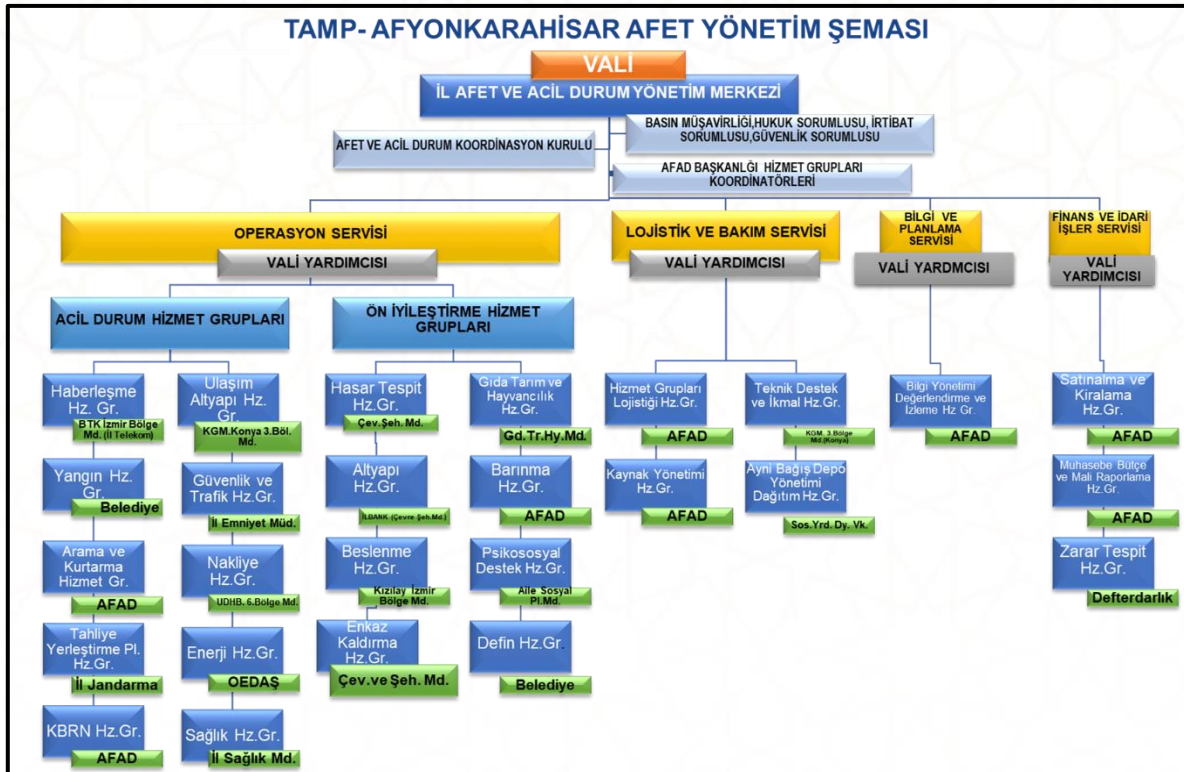 TAMP- AFYONKARAHİSAR AFET YÖNETİM ŞEMASI
VALİ
İL AFET VE ACİL DURUM YÖNETİM MERKEZİ
BASIN MÜŞAVİRLİĞİ,HUKUK SORUMLUSU, İRTİBAT
SORUMLUSU,GÜVENLİK SORUMLUSU
AFET VE ACİL DURUM KOORDİNASYON KURULU
AFAD BAŞKANLĞI HİZMET GRUPLARI
KOORDİNATÖRLERİ
OPERASYON SERVİSİ
VALİ YARDIMCISI
LOJİSTİK VE BAKIM SERVİSİ
VALİ YARDIMCISI
BİLGİ VE
PLANLAMA
SERVİSİ
VALİ YARDMCISI
FİNANS VE İDARİ
İŞLER SERVİSİ
VALİ
YARDIMCISI
ACİL DURUM HİZMET GRUPLARI
ÖN İYİLEŞTİRME HİZMET
GRUPLARI
Haberleşme
Hz. Gr.
BTK İzmir Bölge
Md. (İl Telekom)
Yangın Hz.
Gr.
Belediye
Arama ve
Kurtarma
Hizmet Gr.
AFAD
Tahliye
Yerleştirme Pl.
Hz.Gr.
İl Jandarma
KBRN Hz.Gr.
AFAD
Ulaşım
Altyapı Hz.
Gr.
KGM.Konya 3.Böl.
Md.
Güvenlik ve
Trafik Hz.Gr.
İl Emniyet Müd.
Nakliye
Hz.Gr.
UDHB. 6.Bölge Md.
Enerji Hz.Gr.
OEDAŞ
Sağlık Hz.Gr.
İl Sağlık Md.
Hasar Tespit
Hz.Gr.
Çev.Şeh. Md.
Altyapı
Hz.Gr.
İLBANK (Çevre Şeh.Md.)
Beslenme
Hz.Gr.
Kızılay İzmir
Bölge Md.
Enkaz
Kaldırma
Hz.Gr.
Çev.ve Şeh. Md.
Gıda Tarım ve
Hayvancılık
Hz.Gr.
Gd.Tr.Hy.Md.
Barınma
Hz.Gr.
AFAD
Psikososyal
Destek Hz.Gr.
Aile Sosyal
Pl.Md.
Defin Hz.Gr.
Belediye
Hizmet Grupları
Lojistiği Hz.Gr.
AFAD
Kaynak Yönetimi
Hz.Gr.
AFAD
Teknik Destek
ve İkmal Hz.Gr.
KGM. 3.Bölge
Md.(Konya)
Ayni Bağış Depo
Yönetimi
Dağıtım Hz.Gr.
Sos.Yrd. Dy. Vk.
Bilgi Yönetimi
Değerlendirme ve
İzleme Hz Gr.
AFAD
Satınalma ve
Kiralama Hz.Gr.
AFAD
Muhasebe Bütçe
ve Mali Raporlama
Hz.Gr.
AFAD
Zarar Tespit
Hz.Gr.
Defterdarlık